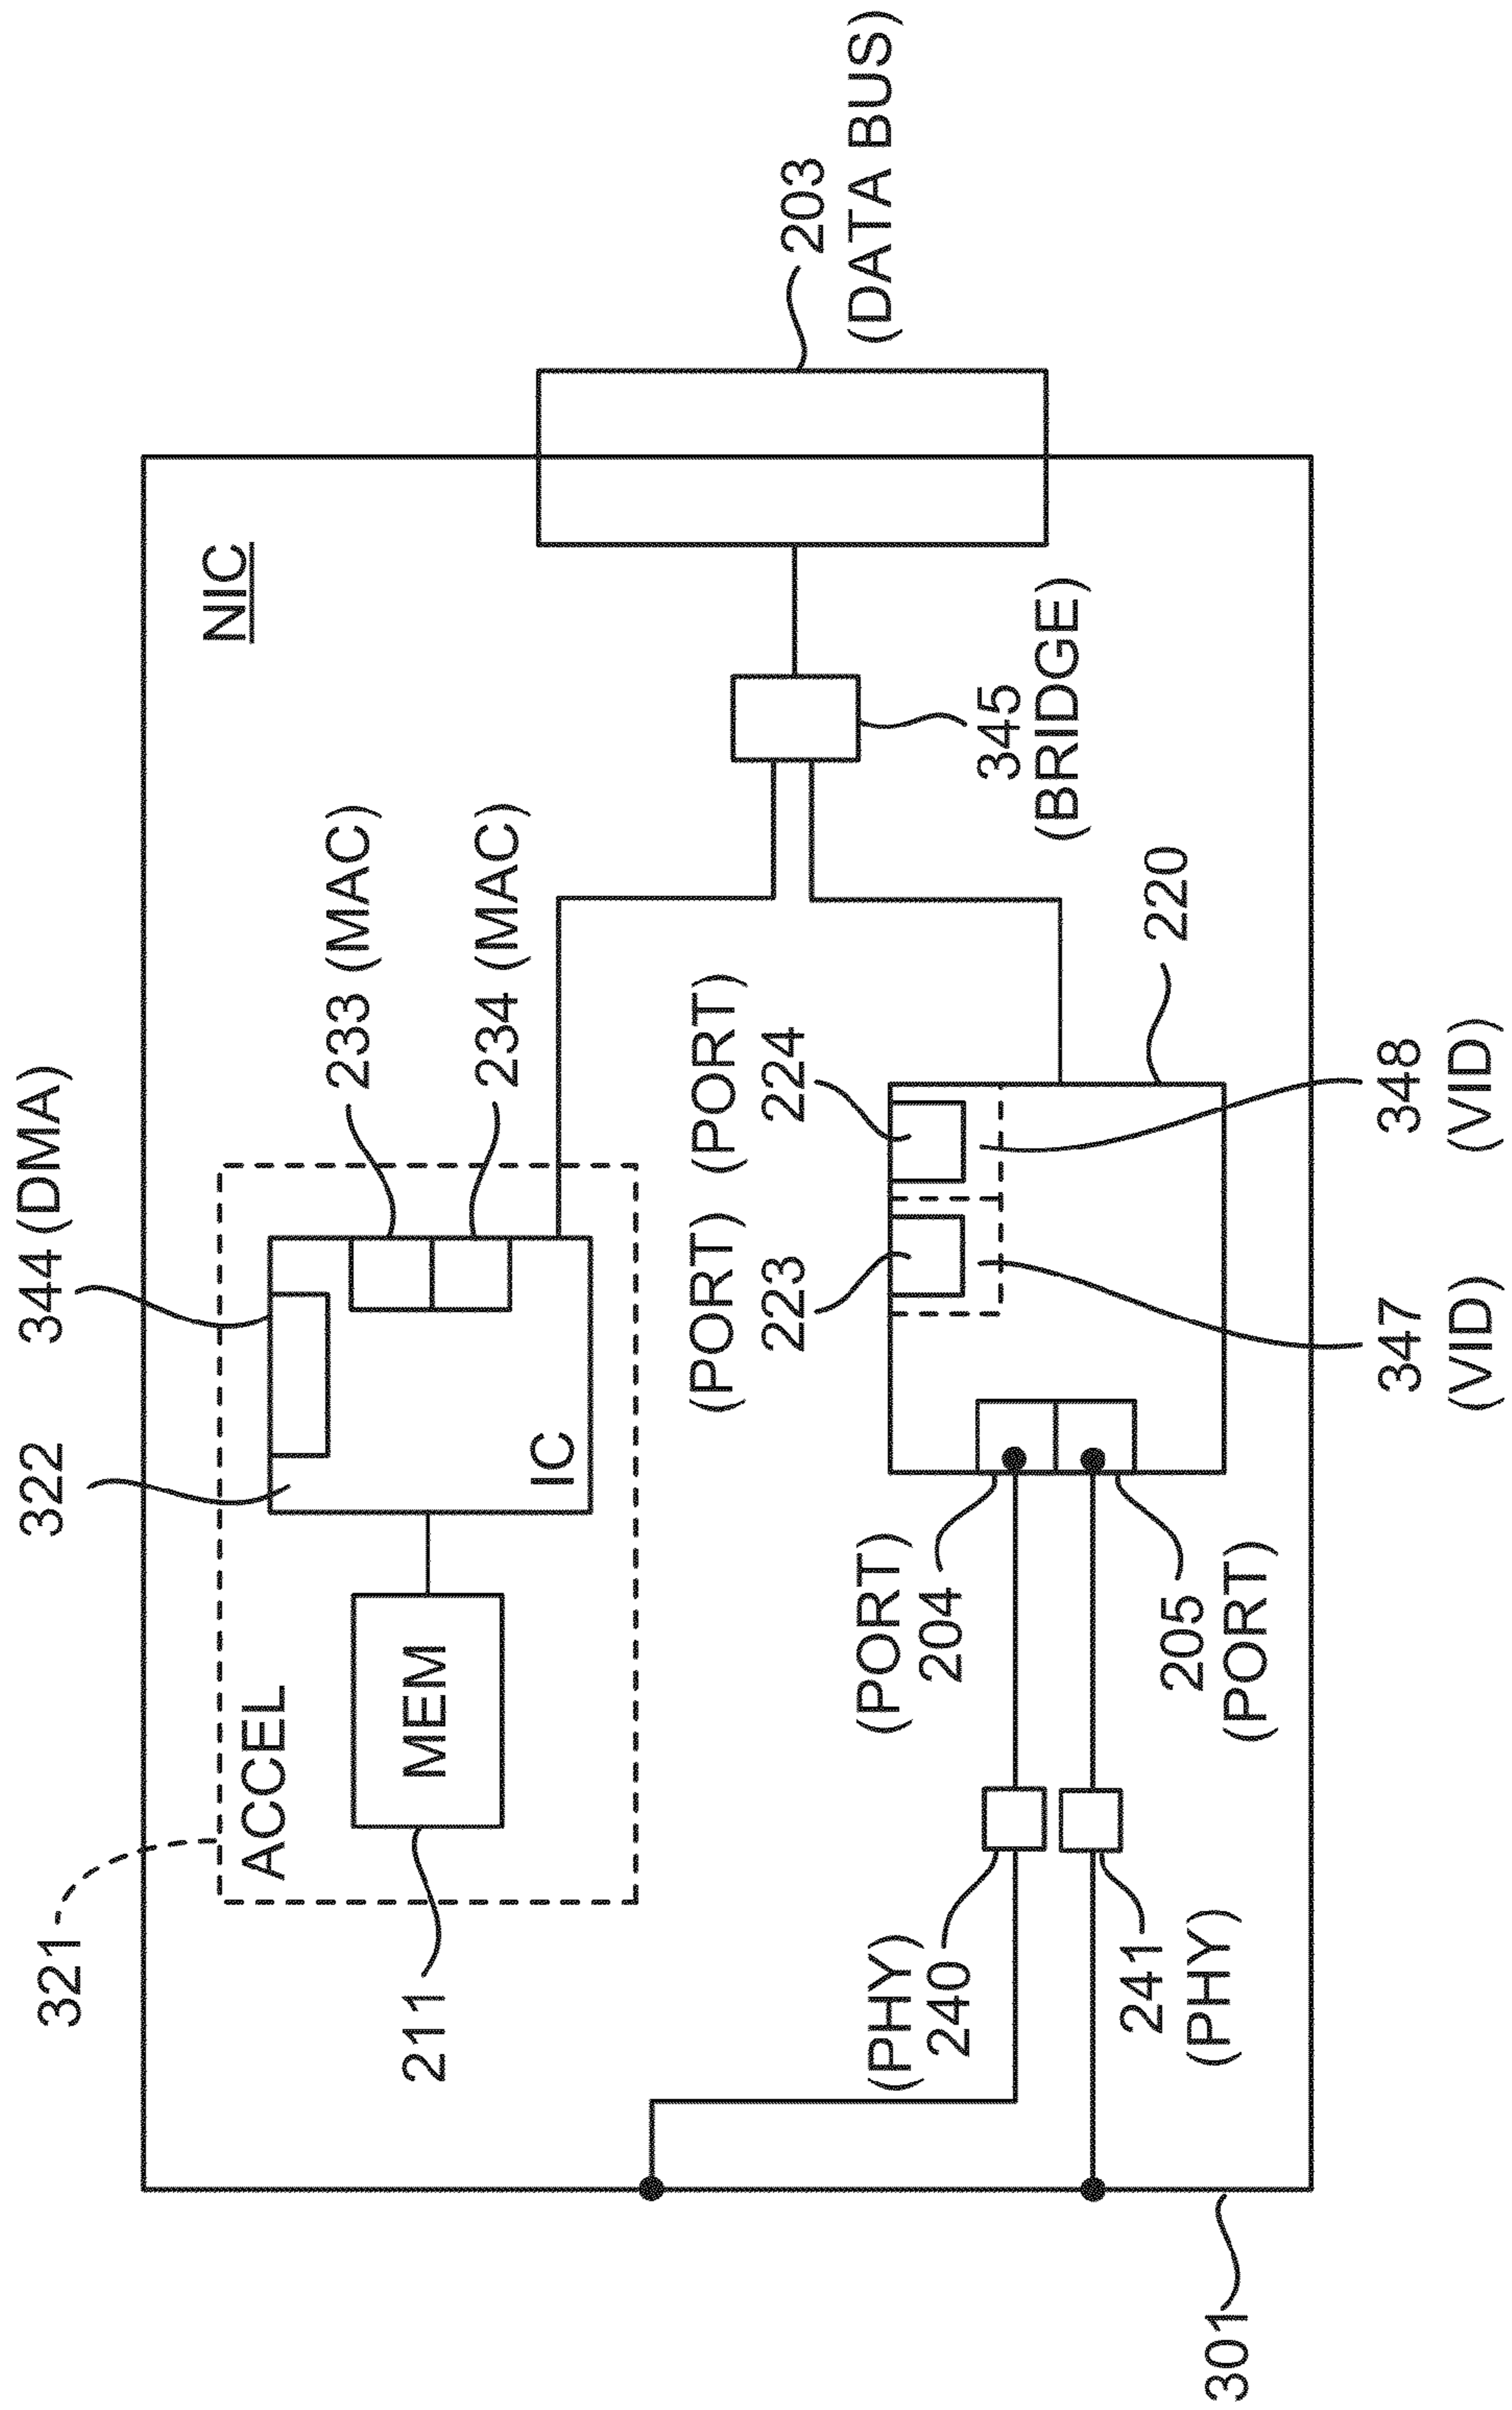 321
ACCEL
211
MEM
322
IC
344 (DMA)
233 (MAC)
234 (MAC)
NIC
203
(DATA BUS)
345
(BRIDGE)
(PORT)
223
(PORT)
224
220
347
(VID)
348
(VID)
(PORT)
204
205
(PORT)
(PHY)
240
241
(PHY)
301